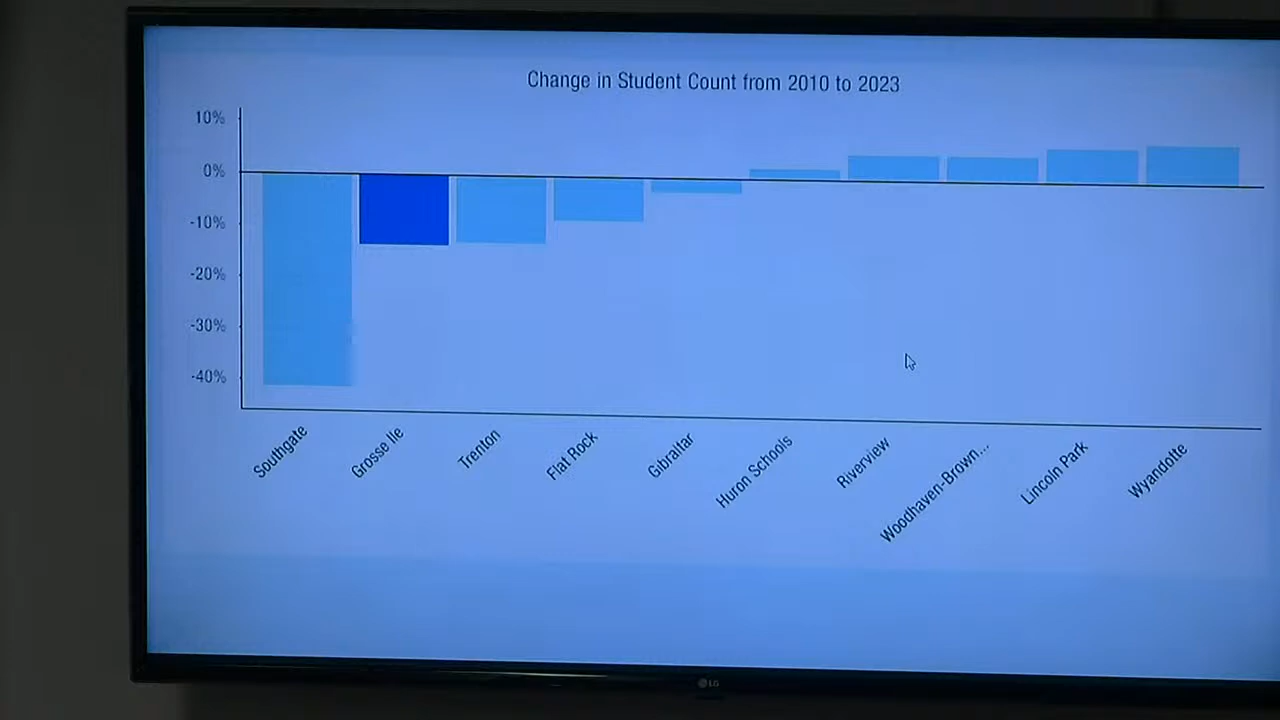 Change in Student Count from 2010 to 2023
10%
0%
-10%
-20%
-30%
-40%
Southgate
Grosse Ile
Trenton
Flat Rock
Gibraltar
Huron Schools
Riverview
Woodhaven-Brown...
Lincoln Park
Wyandotte
LG